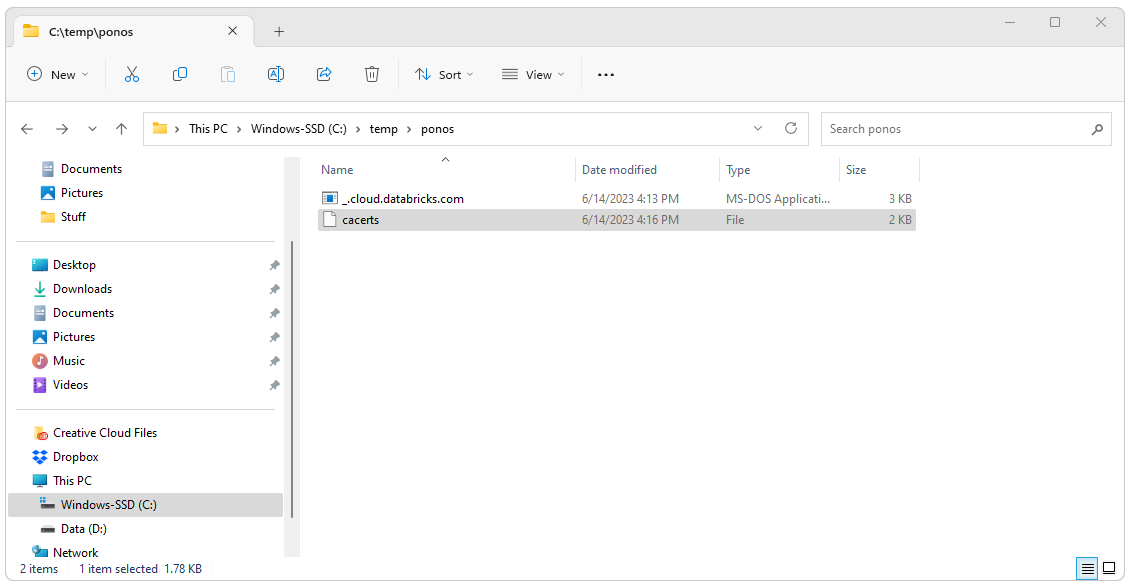 C:\temp\ponos
New
Sort
View
This PC > Windows-SSD (C:) > temp > ponos
Search ponos
Documents
Pictures
Stuff
Desktop
Downloads
Documents
Pictures
Music
Videos
Creative Cloud Files
Dropbox
This PC
Windows-SSD (C:)
Data (D:)
Network
Name Date modified Type Size
_.cloud.databricks.com 6/14/2023 4:13 PM MS-DOS Applicati... 3 KB
cacerts 6/14/2023 4:16 PM File 2 KB
2 items 1 item selected 1.78 KB